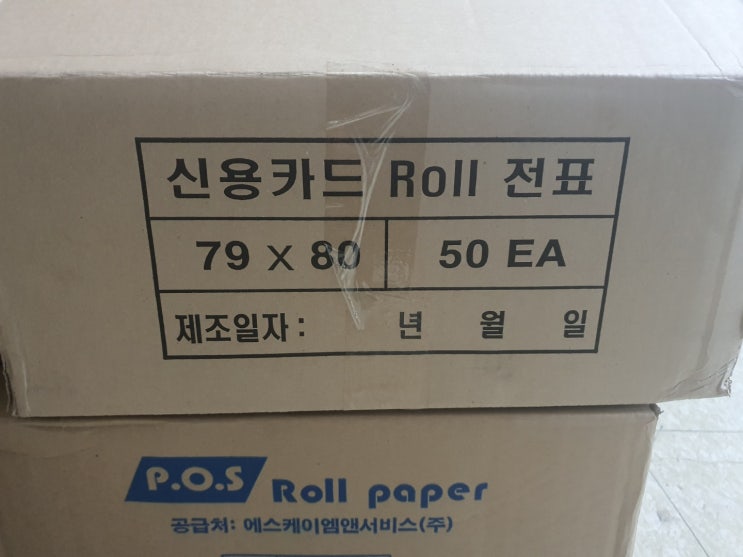 신용카드 Roll 전표
79 X 80 50 EA
제조일자 : 년 월 일
P.O.S Roll paper
공급처: 에스케이엠앤서비스(주)